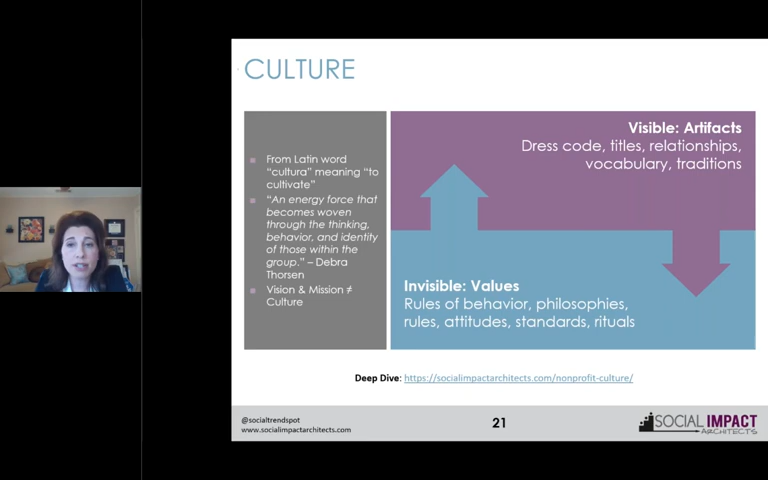 CULTURE
From Latin word
"cultura" meaning "to
cultivate"
"An energy force that
becomes woven
through the thinking,
behavior, and identity
of those within the
group." – Debra
Thorsen
Vision & Mission ≠
Culture
Visible: Artifacts
Dress code, titles, relationships,
vocabulary, traditions
Invisible: Values
Rules of behavior, philosophies,
rules, attitudes, standards, rituals
Deep Dive: https://socialimpactarchitects.com/nonprofit-culture/
@socialtrendspot
www.socialimpactarchitects.com
21
SOCIAL IMPACT
ARCHITECTS